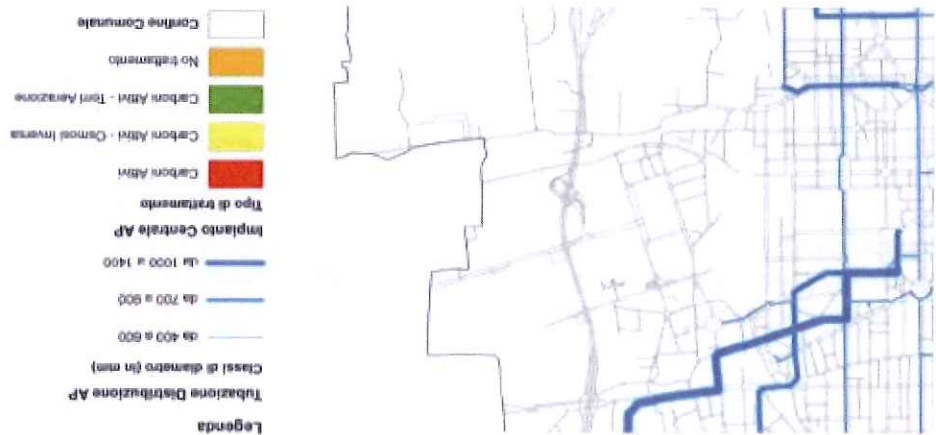 Legenda
Tubazione Distribuzione AP
Classi di diametro (in mm)
da 400 a 600
da 700 a 900
da 1000 a 1400
Impianto Centrale AP
Tipo di trattamento
Carboni Attivi
Carboni Attivi - Osmosi Inversa
Carboni Attivi - Torri Aerazione
No trattamento
Confine Comunale